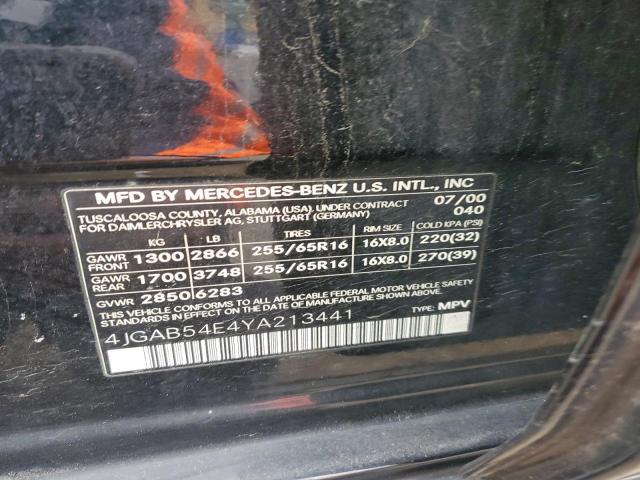 MFD BY MERCEDES-BENZ U.S. INTL., INC
TUSCALOOSA COUNTY, ALABAMA (USA). UNDER CONTRACT 07/00
FOR DAIMLERCHRYSLER AG, STUTTGART (GERMANY) 040
KG LB RIM SIZE COLD KPA (PSI)
GAWR FRONT 1300 2866 255/65R16 16X8.0 220(32)
GAWR REAR 1700 3748 255/65R16 16X8.0 270(39)
GVWR 2850 6283
THIS VEHICLE CONFORMS TO ALL APPLICABLE FEDERAL MOTOR VEHICLE SAFETY
STANDARDS IN EFFECT ON THE DATE OF MANUFACTURE SHOWN ABOVE.
4JGAB54E4YA213441 TYPE: MPV